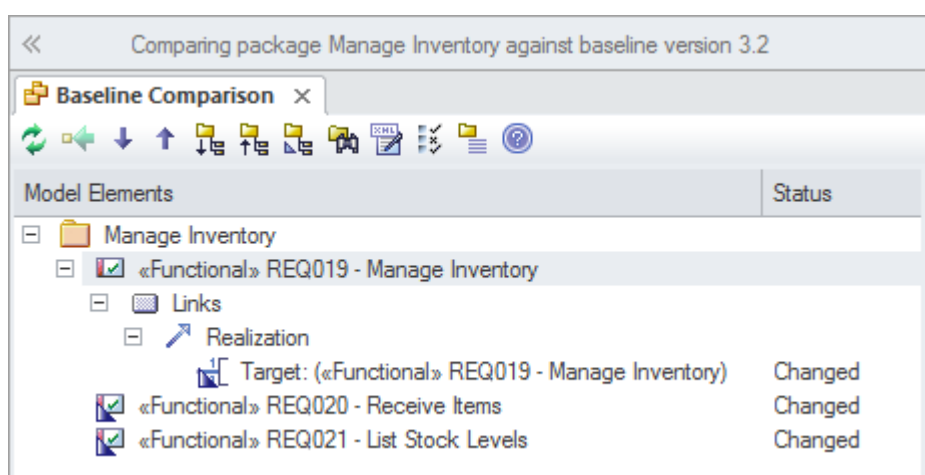 Comparing package Manage Inventory against baseline version 3.2
Baseline Comparison
XML
Model Elements Status
Manage Inventory
«Functional» REQ019 - Manage Inventory
Links
Realization
Target: («Functional» REQ019 - Manage Inventory) Changed
«Functional» REQ020 - Receive Items Changed
«Functional» REQ021 - List Stock Levels Changed